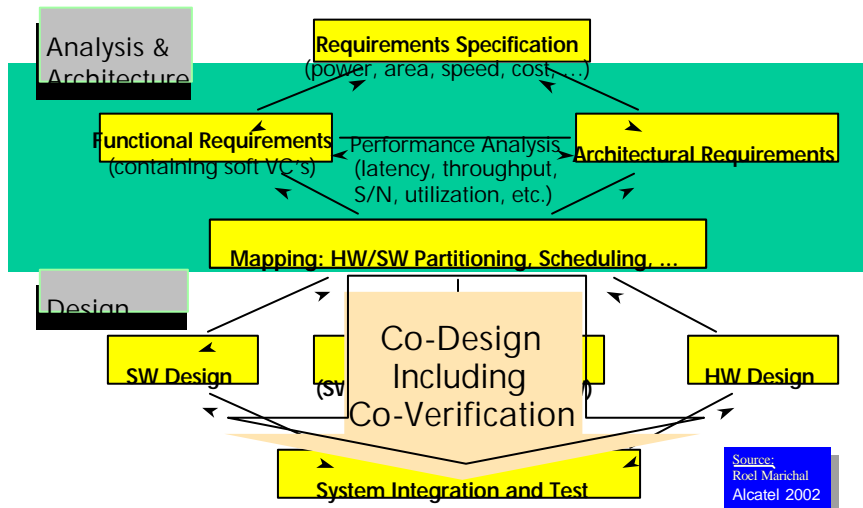 Analysis &
Architecture
Requirements Specification
(power, area, speed, cost, ...)
Functional Requirements
(containing soft VC's)
Performance Analysis
(latency, throughput,
S/N, utilization, etc.)
Architectural Requirements
Mapping: HW/SW Partitioning, Scheduling, ...
Design
SW Design
Co-Design
Including
Co-Verification
HW Design
System Integration and Test
Source:
Roel Marichal
Alcatel 2002